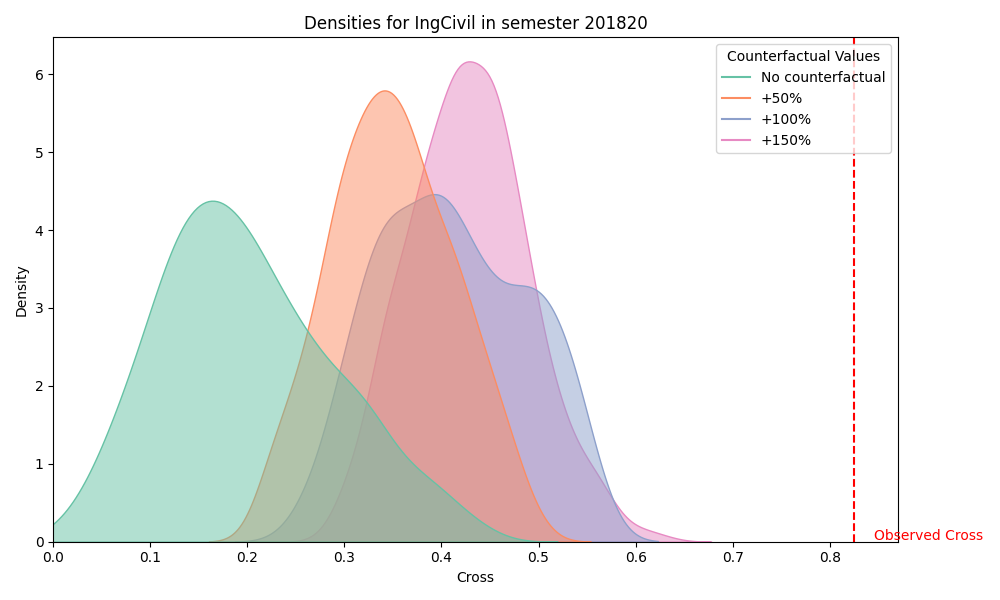 Densities for IngCivil in semester 201820
Counterfactual Values
No counterfactual
+50%
+100%
+150%
6
5
4
3
2
1
0
Density
0.0 0.1 0.2 0.3 0.4 0.5 0.6 0.7 0.8
Observed Cross
Cross